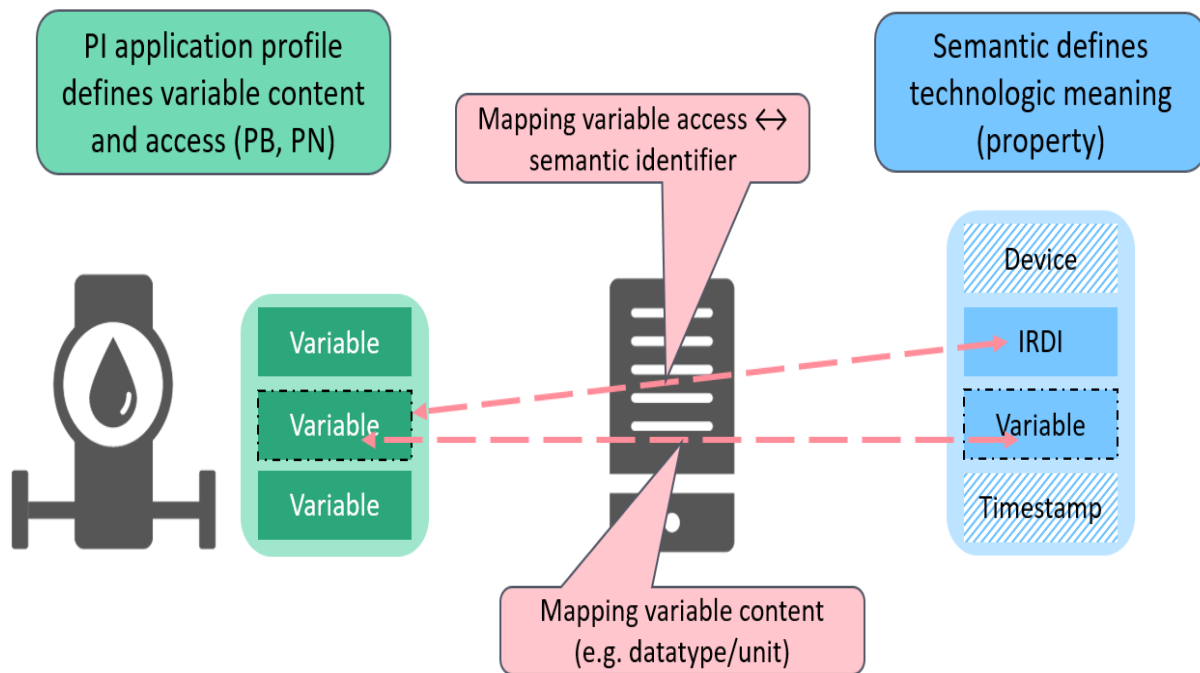 PI application profile
defines variable content
and access (PB, PN)
Mapping variable access ↔
semantic identifier
Semantic defines
technologic meaning
(property)
Variable
Variable
Variable
Device
IRDI
Variable
Timestamp
Mapping variable content
(e.g. datatype/unit)